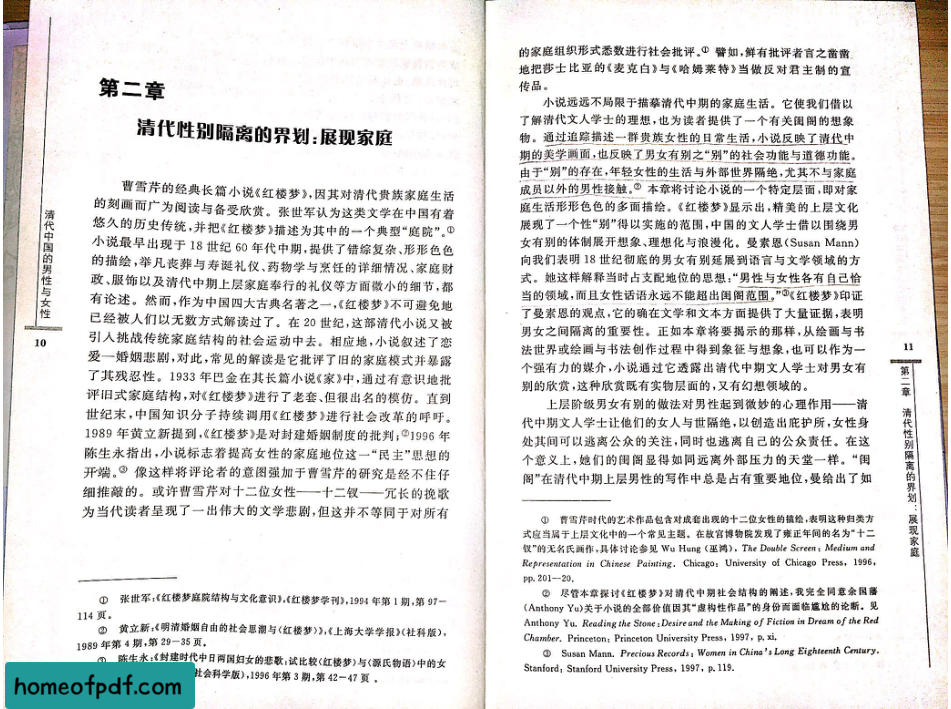 第二章
清代性别隔离的界划：展现家庭
曹雪芹的经典长篇小说《红楼梦》，因其对清代贵族家庭生活
的刻画而广为阅读与备受欣赏。张世军认为这类文学在中国有着
悠久的历史传统，并把《红楼梦》描述为其中的一个典型“庭院”。①
小说最早出现于 18 世纪 60 年代中期，提供了错综复杂、形形色色
的描绘，举凡丧葬与寿诞礼仪、药物学与烹饪的详细情况、家庭财
政、服饰以及清代中期上层家庭奉行的礼仪等方面微小的细节，都
有论述。然而，作为中国四大古典名著之一，《红楼梦》不可避免地
已经被人们以无数方式解读过了。在 20 世纪，这部清代小说又被
引入挑战传统家庭结构的社会运动中去。相应地，小说叙述了恋
爱—婚姻悲剧，对此，常见的解读是它批评了旧的家庭模式并暴露
了其残忍性。1933 年巴金在其长篇小说《家》中，通过有意识地批
评旧式家庭结构，对《红楼梦》进行了老套、但很出名的模仿。直到
世纪末，中国知识分子持续调用《红楼梦》进行社会改革的呼吁。
1989 年黄立新提到，《红楼梦》是对封建婚姻制度的批判；②1996 年
陈生永指出，小说标志着提高女性的家庭地位这一“民主”思想的
开端。③ 像这样将评论者的意图强加于曹雪芹的研究是经不住仔
细推敲的。或许曹雪芹对十二位女性——十二钗——冗长的挽歌
为当代读者呈现了一出伟大的文学悲剧，但这并不等同于对所有
① 张世军：《红楼梦庭院结构与文化意识》，《红楼梦学刊》，1994 年第 1 期，第 97—
114 页。
② 黄立新：《明清婚姻自由的社会思潮与〈红楼梦〉》，《上海大学学报》（社科版），
1989 年第 4 期，第 29—35 页。
③ 陈生永：《封建时代中日两国妇女的悲歌：试比较〈红楼梦〉与〈源氏物语〉中的女
社会科学版），1996 年第 3 期，第 42—47 页。
清代中国的男性与女性
10
homeofpdf.com
的家庭组织形式悉数进行社会批评。① 譬如，鲜有批评者言之凿凿
地把莎士比亚的《麦克白》与《哈姆莱特》当做反对君主制的宣
传品。
小说远远不局限于描摹清代中期的家庭生活。它使我们借以
了解清代文人学士的理想，也为读者提供了一个有关闺阁的想象
物。通过追踪描述一群贵族女性的日常生活，小说反映了清代中
期的美学画面，也反映了男女有别之“别”的社会功能与道德功能。
由于“别”的存在，年轻女性的生活与外部世界隔绝，尤其不与家庭
成员以外的男性接触。② 本章将讨论小说的一个特定层面，即对家
庭生活形形色色的多面描绘。《红楼梦》显示出，精美的上层文化
展现了一个性“别”得以实施的范围，中国的文人学士借以围绕男
女有别的体制展开想象、理想化与浪漫化。曼素恩(Susan Mann)
向我们表明 18 世纪彻底的男女有别延展到语言与文学领域的方
式。她这样解释当时占支配地位的思想：“男性与女性各有自己恰
当的领域，而且女性话语永远不能超出闺阁范围。”③《红楼梦》印证
了曼素恩的观点，它的确在文学和文本方面提供了大量证据，表明
男女之间隔离的重要性。正如本章将要揭示的那样，从绘画与书
法世界或绘画与书法创作过程中得到象征与想象，也可以作为一
个强有力的媒介，小说通过它透露出清代中期文人学士对男女有
别的欣赏，这种欣赏既有实物层面的，又有幻想领域的。
上层阶级男女有别的做法对男性起到微妙的心理作用——清
代中期文人学士让他们的女人与世隔绝，以创造出庇护所，女性身
处其间可以逃离公众的关注，同时也逃离自己的公众责任。在这
个意义上，她们的闺阁显得如同远离外部压力的天堂一样。“闺
阁”在清代中期上层男性的写作中总是占有重要地位，曼给出了如
① 曹雪芹时代的艺术作品包含对成套出现的十二位女性的描绘，表明这种归类方
式应当属于上层文化中的一个常见主题。在故宫博物院发现了雍正年间的名为“十二
钗”的无名氏画作，具体讨论参见 Wu Hung (巫鸿)，The Double Screen: Medium and
Representation in Chinese Painting. Chicago: University of Chicago Press, 1996,
pp. 201—20。
② 尽管本章探讨《红楼梦》对清代中期社会结构的阐述，我完全同意余国藩
(Anthony Yu)关于小说的全部价值因其“虚构性作品”的身份而面临尴尬的论断。见
Anthony Yu. Reading the Stone: Desire and the Making of Fiction in Dream of the Red
Chamber. Princeton: Princeton University Press, 1997, p, xi.
③ Susan Mann. Precious Records: Women in China's Long Eighteenth Century.
Stanford: Stanford University Press, 1997, p. 119.
11
第二章 清代性别隔离的界划：展现家庭